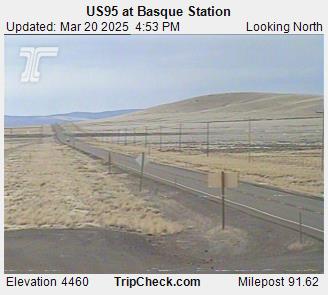 US95 at Basque Station
Updated: Mar 20 2025 4:53 PM Looking North
Elevation 4460 TripCheck.com Milepost 91.62